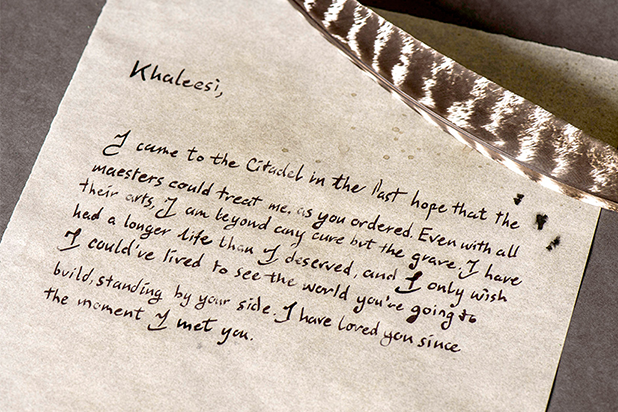 Khaleesi,
I came to the Citadel in the last hope that the
maesters could treat me, as you ordered. Even with all
their arts, I am beyond any cure but the grave. I have
had a longer life than I deserved, and I only wish
I could've lived to see the world you're going to
build, standing by your side. I have loved you since
the moment I met you.